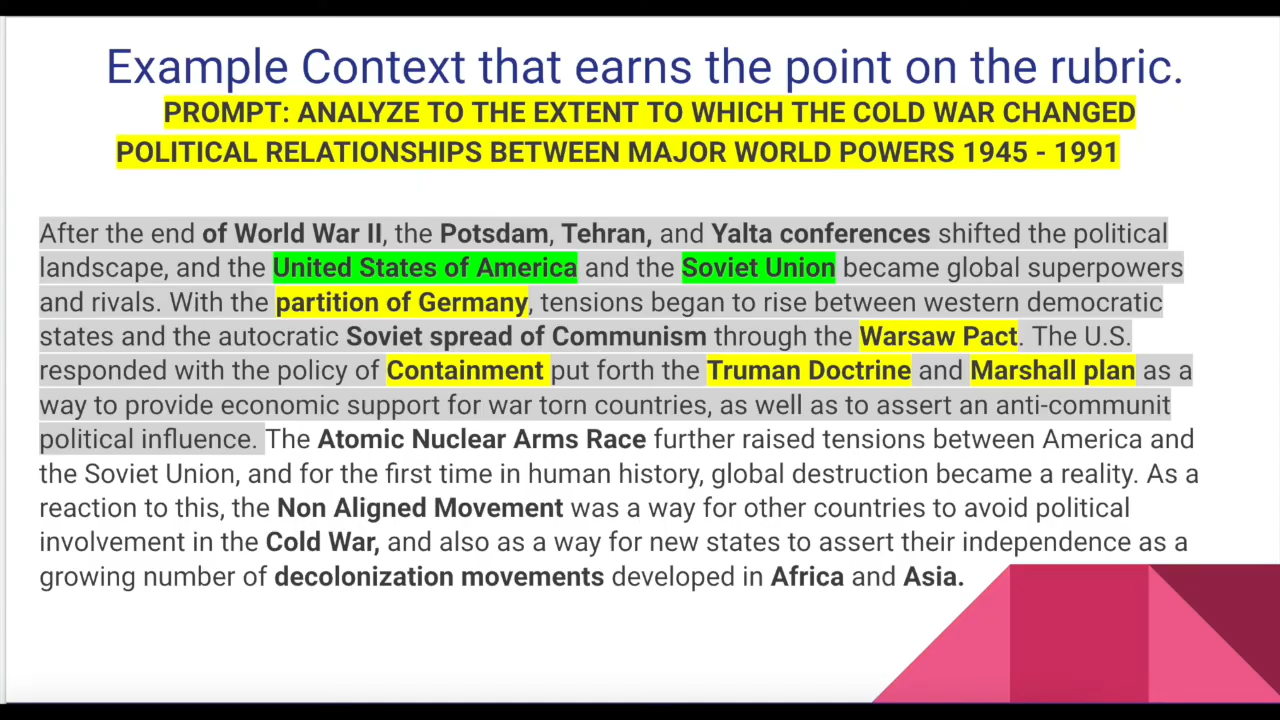 Example Context that earns the point on the rubric.
PROMPT: ANALYZE TO THE EXTENT TO WHICH THE COLD WAR CHANGED
POLITICAL RELATIONSHIPS BETWEEN MAJOR WORLD POWERS 1945 - 1991
After the end of World War II, the Potsdam, Tehran, and Yalta conferences shifted the political
landscape, and the United States of America and the Soviet Union became global superpowers
and rivals. With the partition of Germany, tensions began to rise between western democratic
states and the autocratic Soviet spread of Communism through the Warsaw Pact. The U.S.
responded with the policy of Containment put forth the Truman Doctrine and Marshall plan as a
way to provide economic support for war torn countries, as well as to assert an anti-communit
political influence. The Atomic Nuclear Arms Race further raised tensions between America and
the Soviet Union, and for the first time in human history, global destruction became a reality. As a
reaction to this, the Non Aligned Movement was a way for other countries to avoid political
involvement in the Cold War, and also as a way for new states to assert their independence as a
growing number of decolonization movements developed in Africa and Asia.